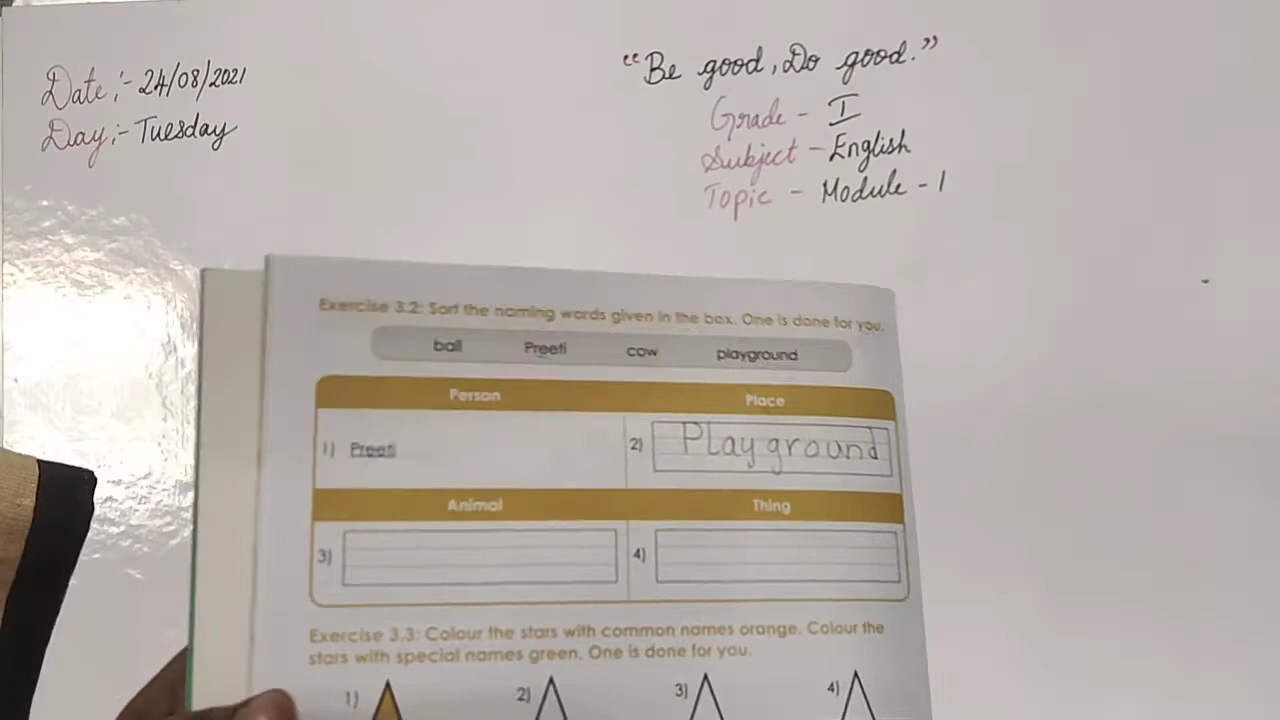 Date :- 24/08/2021
Day :- Tuesday
"Be good, Do good."
Grade - I
Subject - English
Topic - Module - 1
Exercise 3.2: Sort the naming words given in the box. One is done for you.
ball Preeti cow playground
Person Place
1) Preeti 2) Playground
Animal Thing
3) 4)
Exercise 3.3: Colour the stars with common names orange. Colour the
stars with special names green. One is done for you.
1) 2) 3) 4)